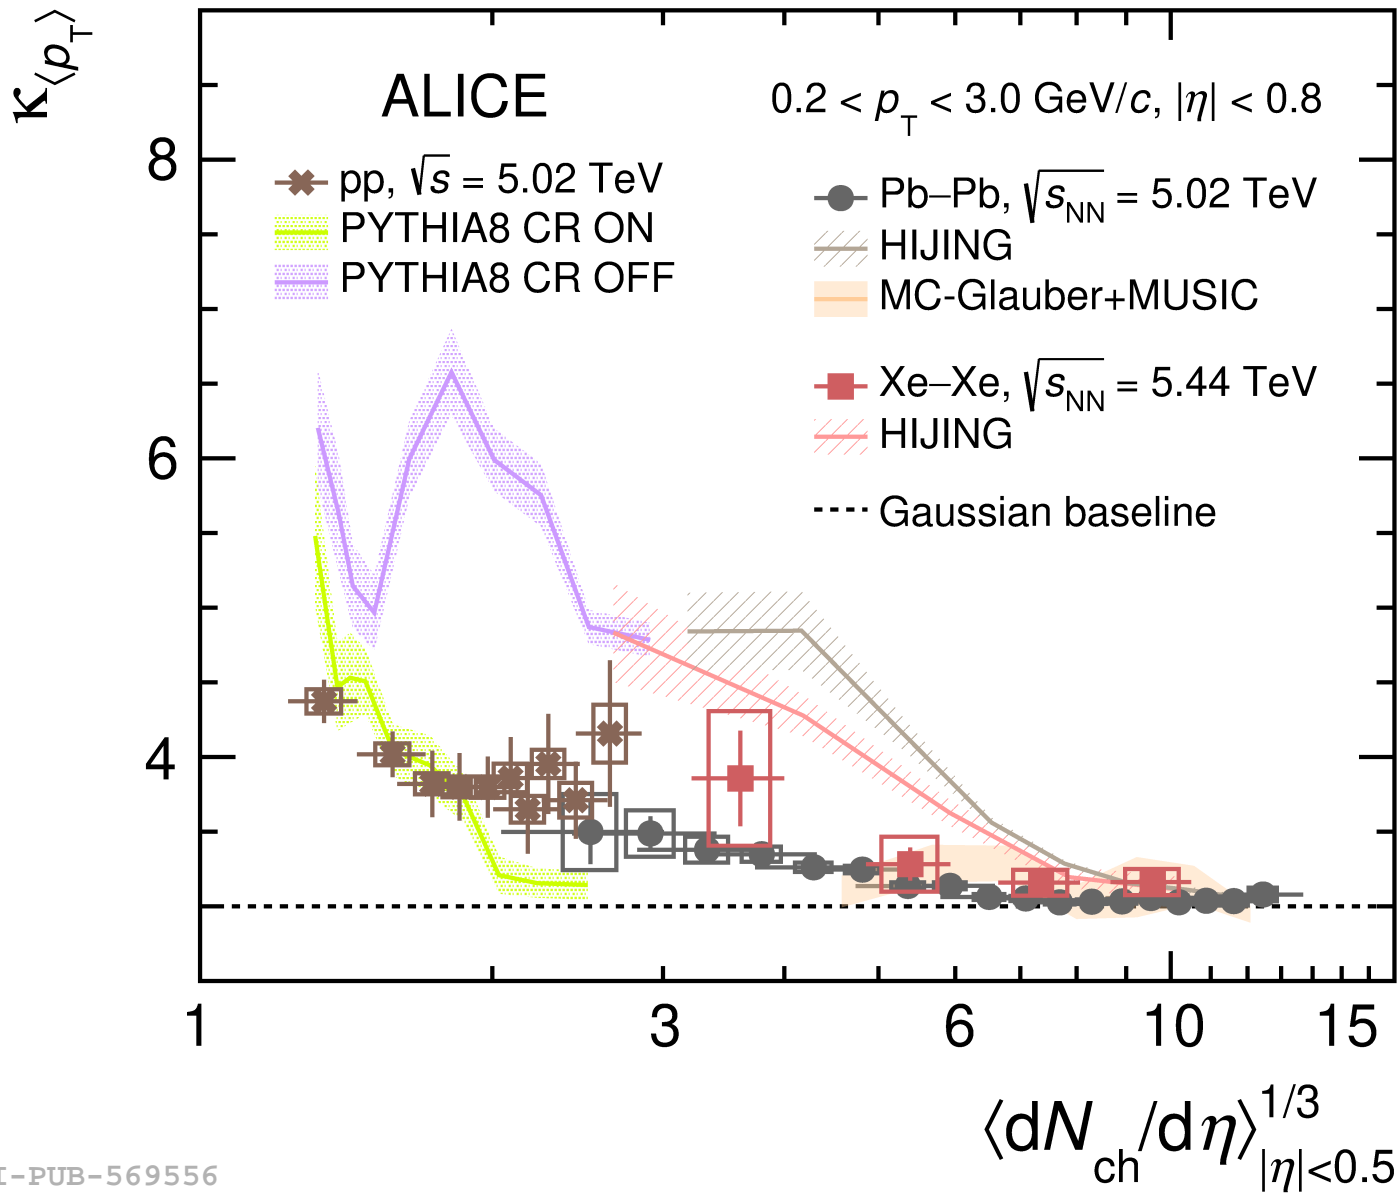 κ⟨pT⟩
ALICE
0.2 < pT < 3.0 GeV/c, |η| < 0.8
pp, √s = 5.02 TeV
PYTHIA8 CR ON
PYTHIA8 CR OFF
Pb–Pb, √sNN = 5.02 TeV
HIJING
MC-Glauber+MUSIC
Xe–Xe, √sNN = 5.44 TeV
HIJING
Gaussian baseline
8
6
4
1
3
6
10
15
⟨dNch/dη⟩1/3|η|<0.5
I-PUB-569556